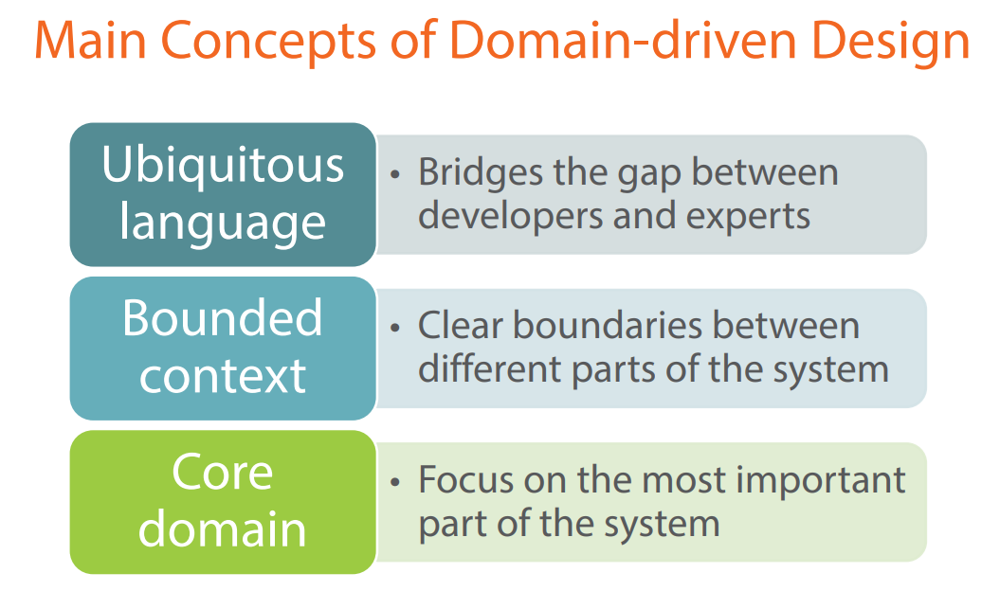 Main Concepts of Domain-driven Design
Ubiquitous
language
• Bridges the gap between
developers and experts
Bounded
context
• Clear boundaries between
different parts of the system
Core
domain
• Focus on the most important
part of the system